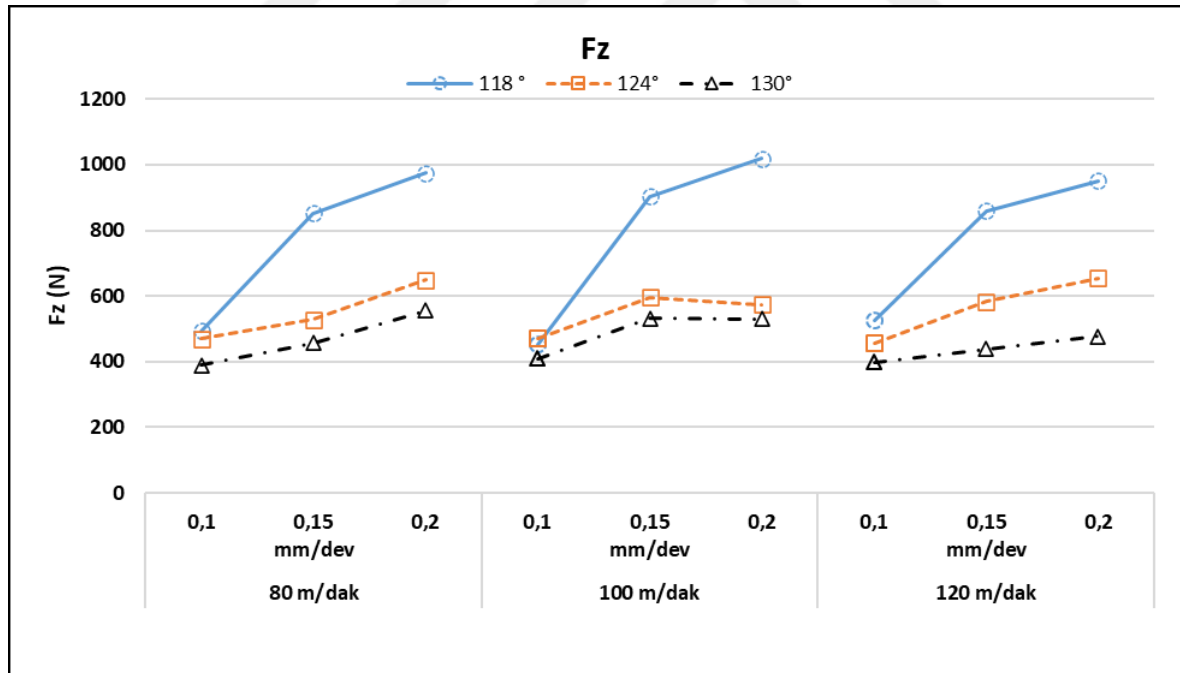 Fz
118 ° 124° 130°
Fz (N)
1200
1000
800
600
400
200
0
0,1 0,15 0,2 0,1 0,15 0,2 0,1 0,15 0,2
mm/dev mm/dev mm/dev
80 m/dak 100 m/dak 120 m/dak